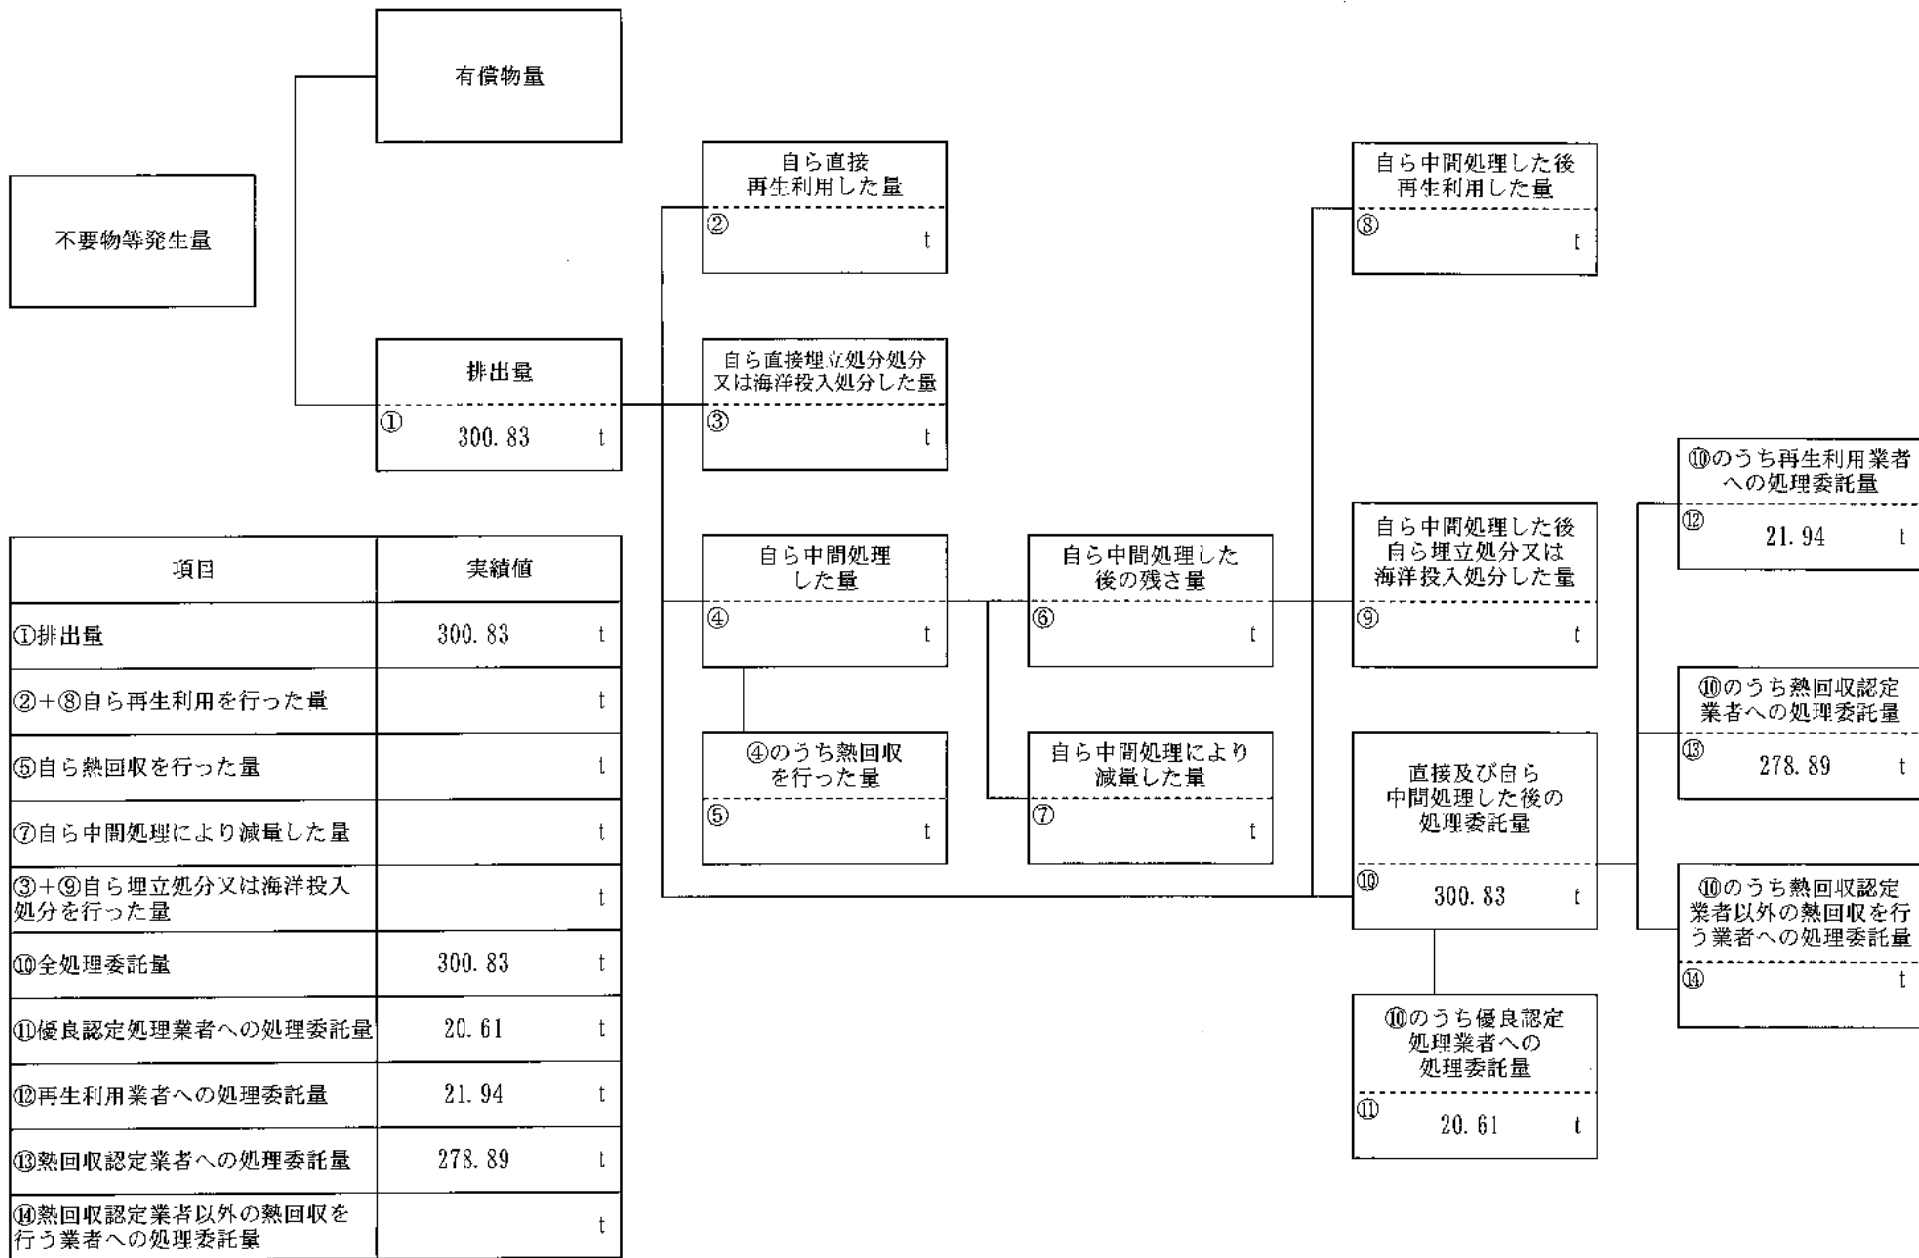 有償物量
不要物等発生量
排出量
① 300.83 t
自ら直接
再生利用した量
② t
自ら直接埋立処分処分
又は海洋投入処分した量
③ t
自ら中間処理
した量
④ t
④のうち熱回収
を行った量
⑤ t
自ら中間処理した
後の残さ量
⑥ t
自ら中間処理により
減量した量
⑦ t
自ら中間処理した後
再生利用した量
⑧ t
自ら中間処理した後
自ら埋立処分又は
海洋投入処分した量
⑨ t
直接及び自ら
中間処理した後の
処理委託量
⑩ 300.83 t
⑩のうち優良認定
処理業者への
処理委託量
⑪ 20.61 t
⑩のうち再生利用業者
への処理委託量
⑫ 21.94 t
⑩のうち熱回収認定
業者への処理委託量
⑬ 278.89 t
⑩のうち熱回収認定
業者以外の熱回収を行
う業者への処理委託量
⑭ t
項目 実績値
①排出量 300.83 t
②+⑧自ら再生利用を行った量 t
⑤自ら熱回収を行った量 t
⑦自ら中間処理により減量した量 t
③+⑨自ら埋立処分又は海洋投入
処分を行った量 t
⑩全処理委託量 300.83 t
⑪優良認定処理業者への処理委託量 20.61 t
⑫再生利用業者への処理委託量 21.94 t
⑬熱回収認定業者への処理委託量 278.89 t
⑭熱回収認定業者以外の熱回収を
行う業者への処理委託量 t